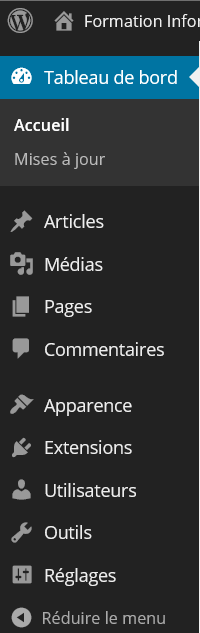 Formation
Tableau de bord
Accueil
Mises à jour
Articles
Médias
Pages
Commentaires
Apparence
Extensions
Utilisateurs
Outils
Réglages
Réduire le menu